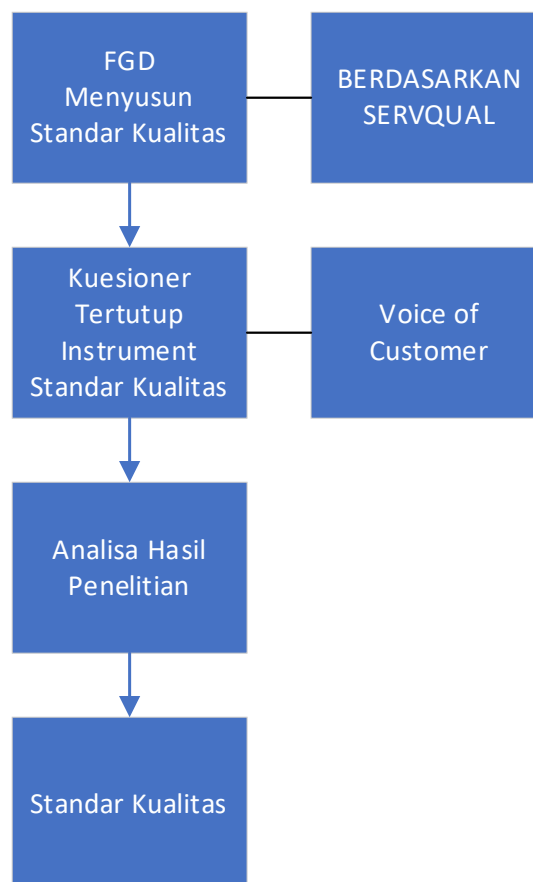 FGD
Menyusun
Standar Kualitas
BERDASARKAN
SERVQUAL
Kuesioner
Tertutup
Instrument
Standar Kualitas
Voice of
Customer
Analisa Hasil
Penelitian
Standar Kualitas